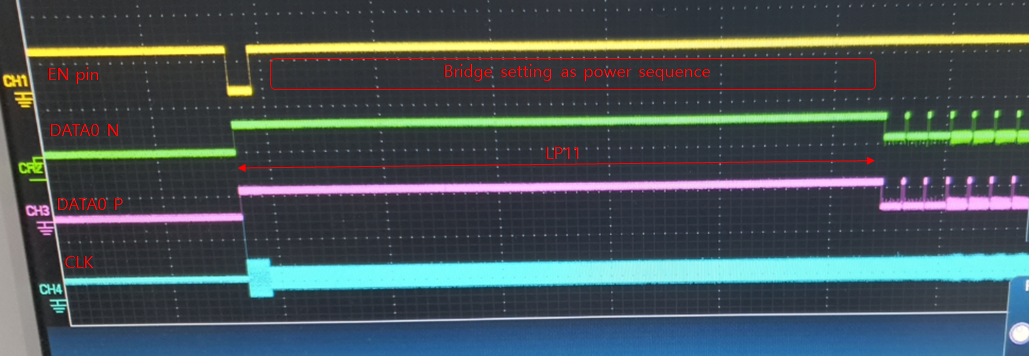 CH1
EN pin
Bridge setting as power sequence
DATA0_N
CH2
LP11
CH3
DATA0_P
CLK
CH4